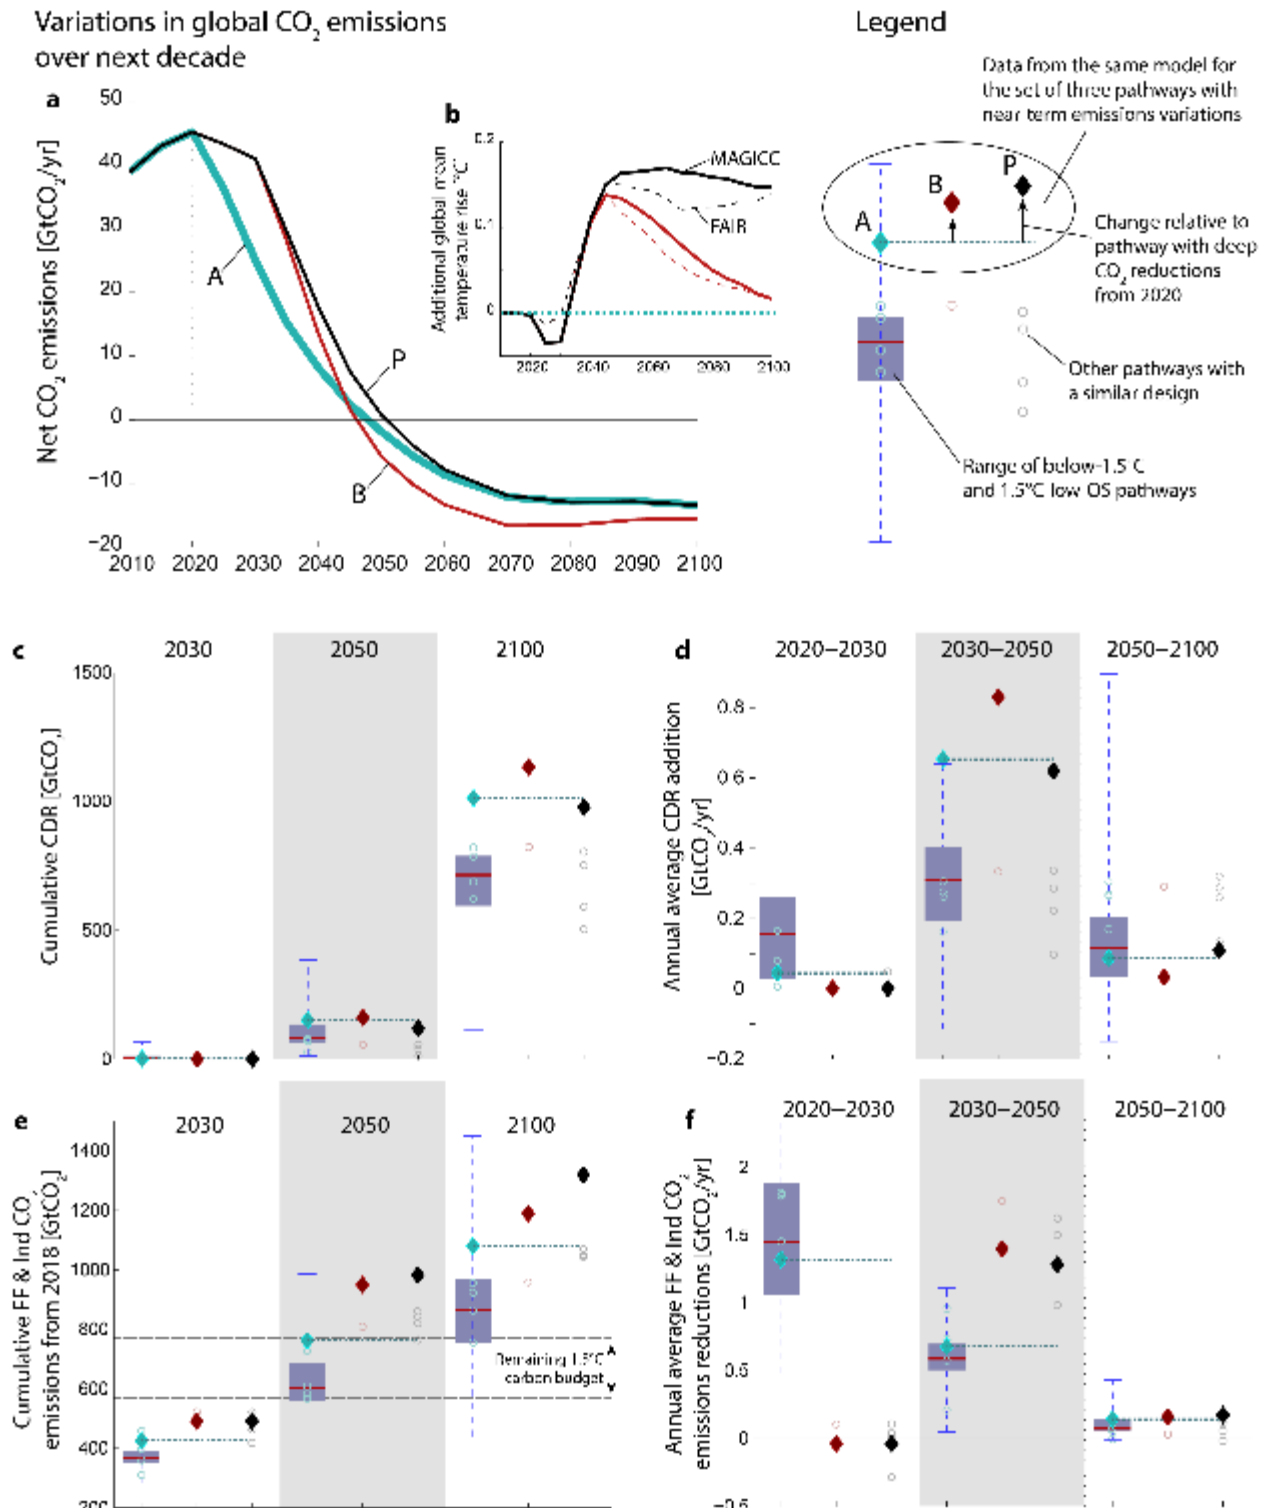 Variations in global CO₂ emissions
over next decade
Legend
a
50
40
30
20
10
0
−10
−20
Net CO₂ emissions [GtCO₂/yr]
2010 2020 2030 2040 2050 2060 2070 2080 2090 2100
A
P
B
b
0.2
0.1
0
Additional global mean
temperature rise °C
MAGICC
FAIR
2020 2040 2060 2080 2100
Data from the same model for
the set of three pathways with
near term emissions variations
A
B
P
Change relative to
pathway with deep
CO₂ reductions
from 2020
Other pathways with
a similar design
Range of below-1.5 C
and 1.5°C low OS pathways
c
2030
2050
2100
1500
1000
500
0
Cumulative CDR [GtCO₂]
d
2020–2030
2030–2050
2050–2100
0.8
0.6
0.4
0.2
0
−0.2
Annual average CDR addition
[GtCO₂/yr]
e
2030
2050
2100
1400
1200
1000
800
600
400
200
Cumulative FF & Ind CO₂
emissions from 2018 [GtCO₂]
Remaining 1.5°C
carbon budget
f
2020–2030
2030–2050
2050–2100
2
1.5
1
0.5
0
−0.5
Annual average FF & Ind CO₂
emissions reductions [GtCO₂/yr]